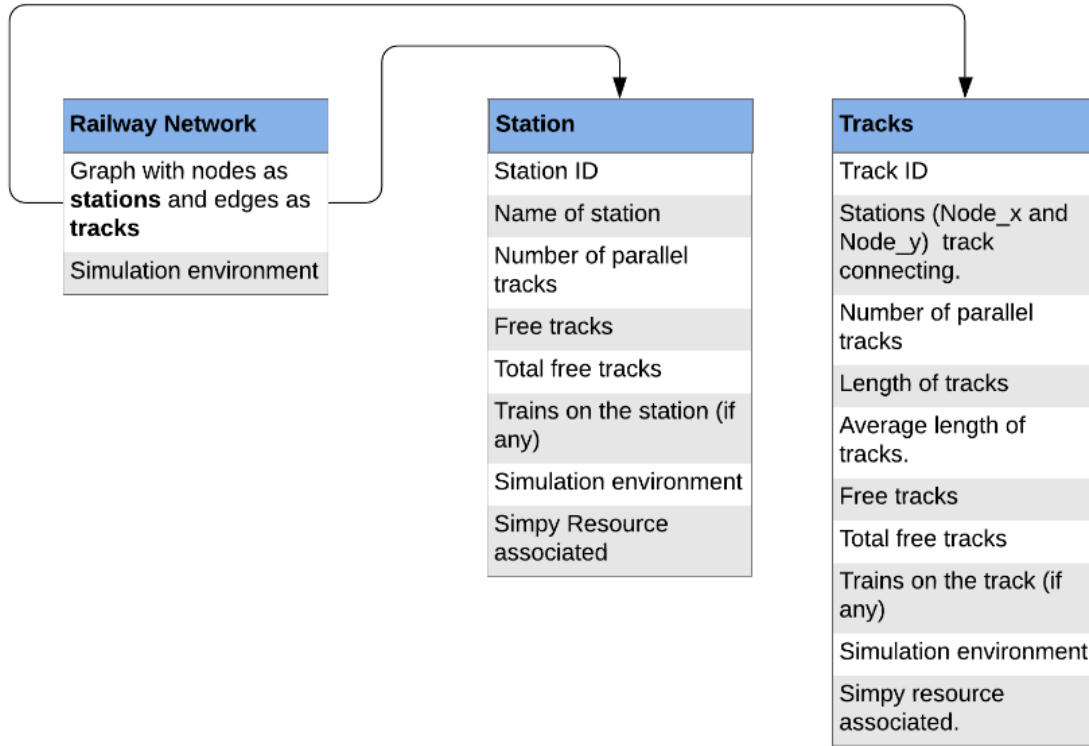 Railway Network
Graph with nodes as
stations and edges as
tracks
Simulation environment
Station
Station ID
Name of station
Number of parallel
tracks
Free tracks
Total free tracks
Trains on the station (if
any)
Simulation environment
Simpy Resource
associated
Tracks
Track ID
Stations (Node_x and
Node_y)  track
connecting.
Number of parallel
tracks
Length of tracks
Average length of
tracks.
Free tracks
Total free tracks
Trains on the track (if
any)
Simulation environment
Simpy resource
associated.